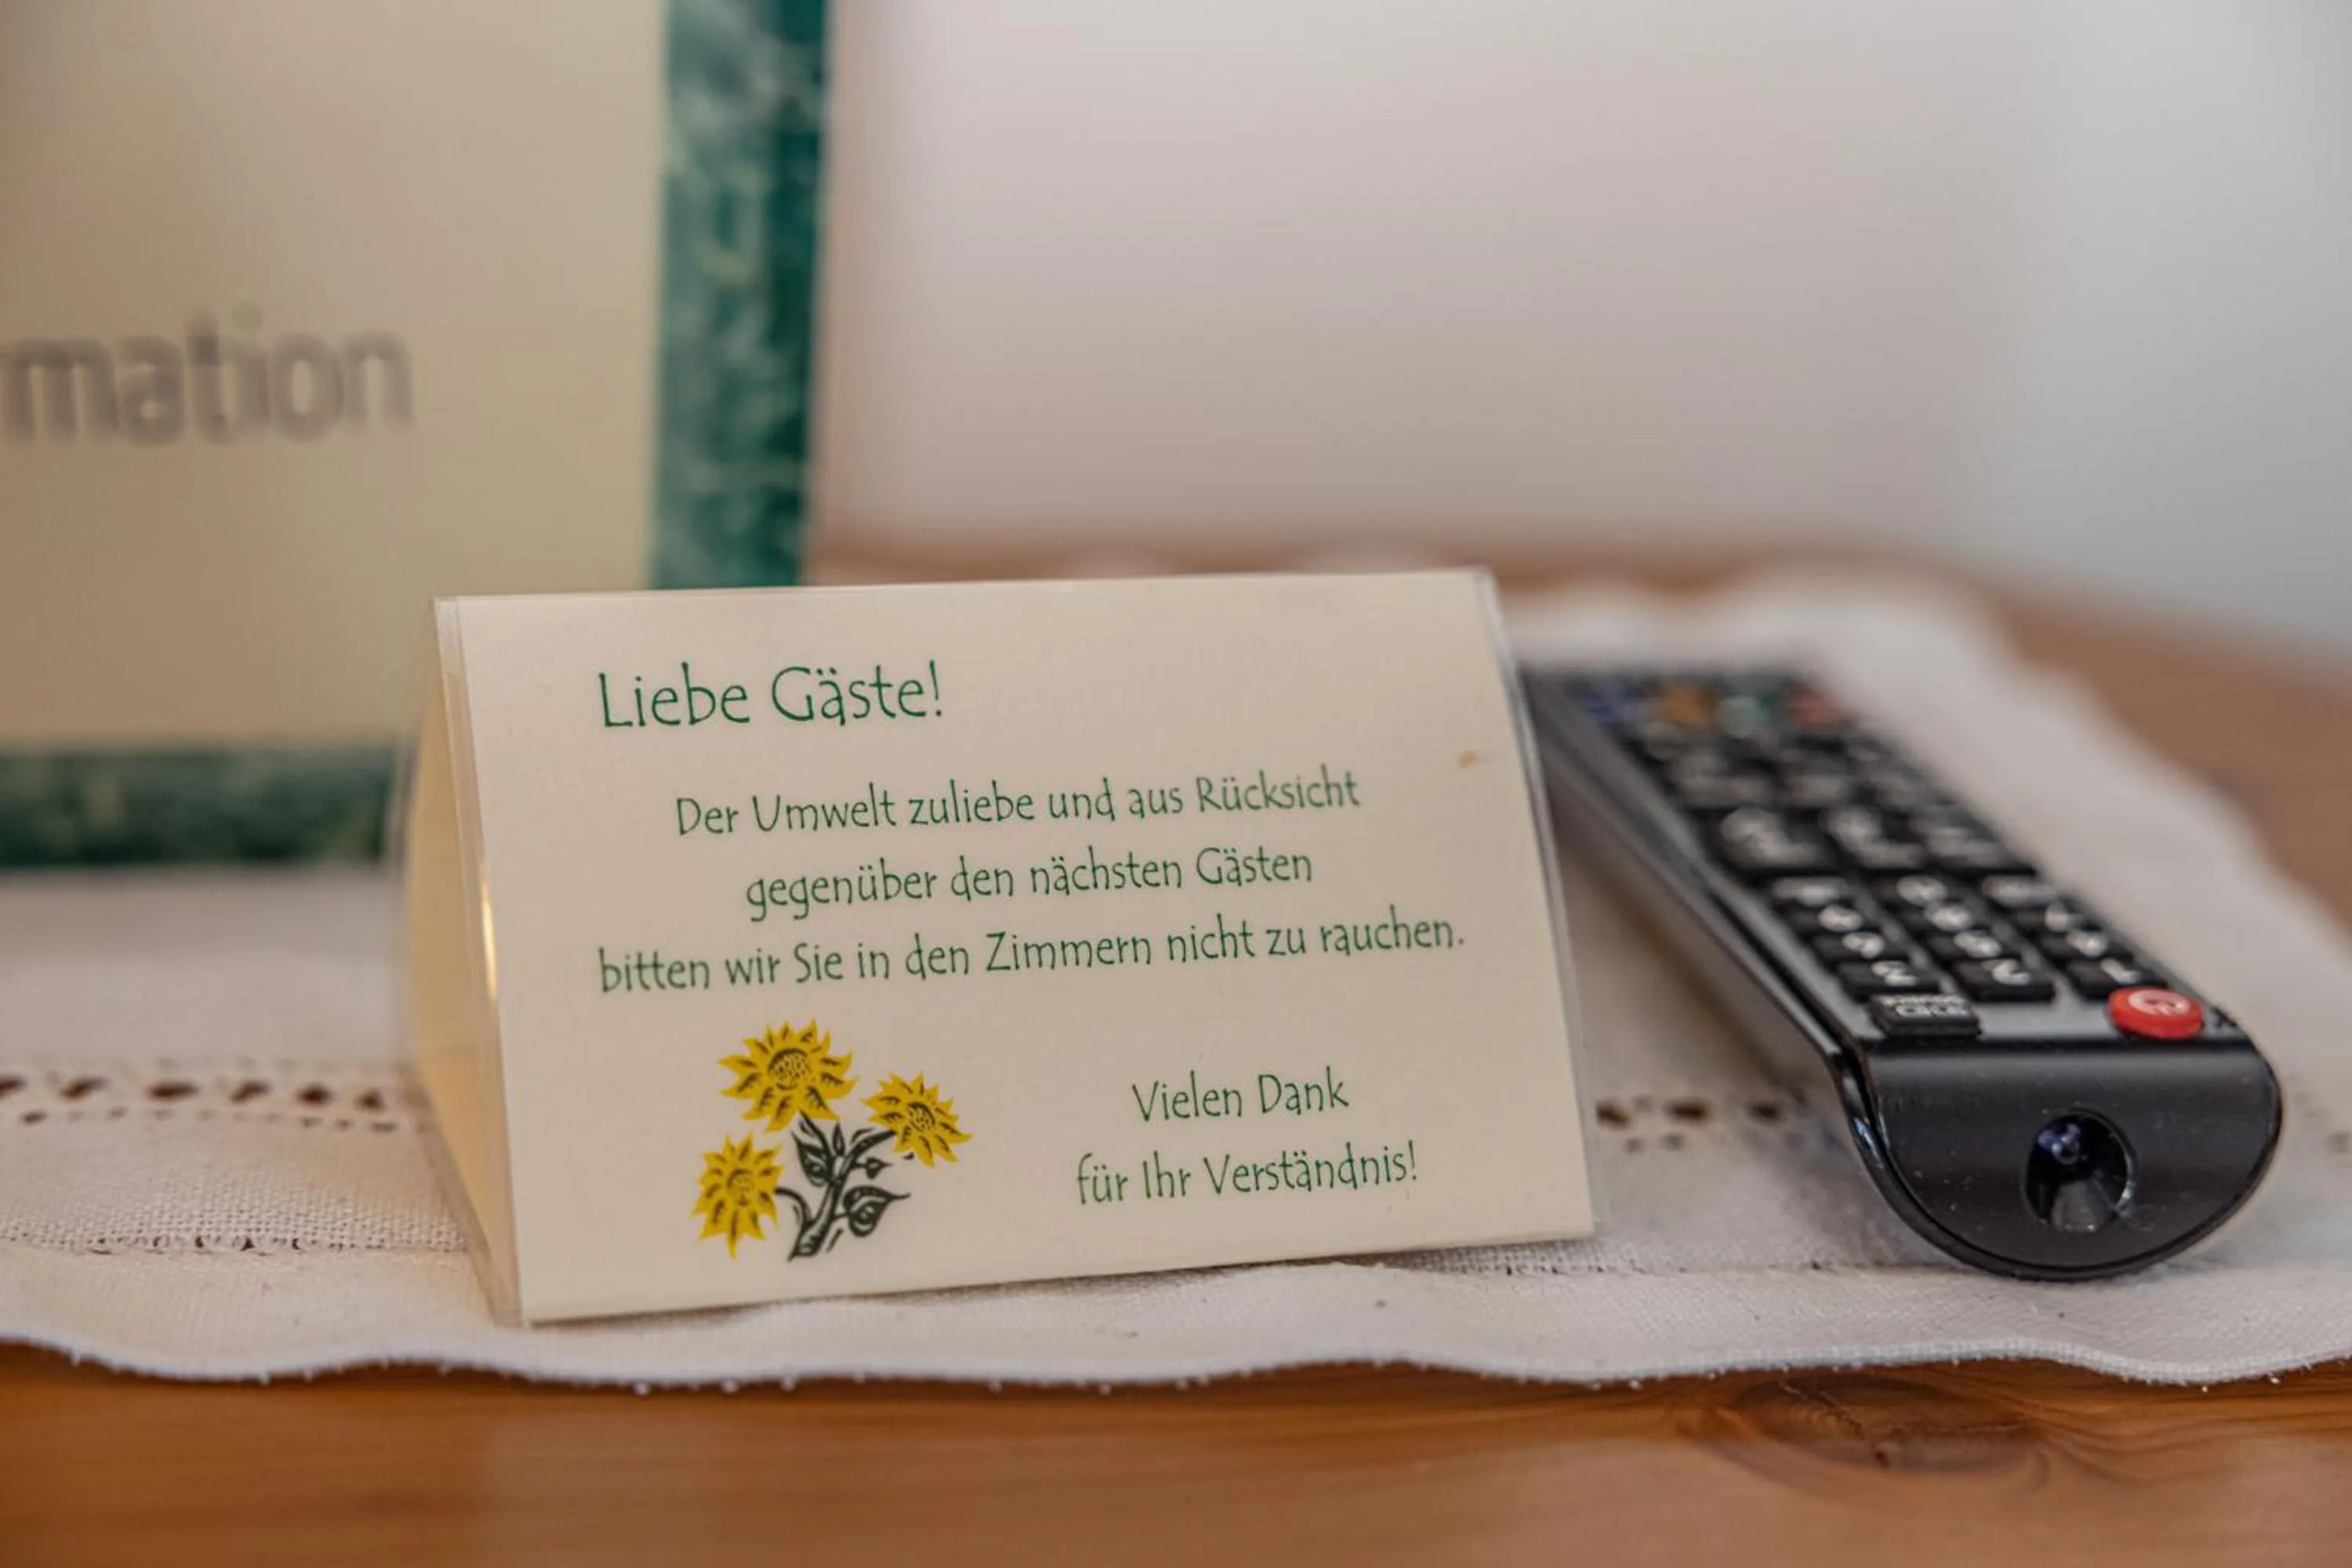 mation
Liebe Gäste!
Der Umwelt zuliebe und aus Rücksicht
gegenüber den nächsten Gästen
bitten wir Sie in den Zimmern nicht zu rauchen.
Vielen Dank
für Ihr Verständnis!